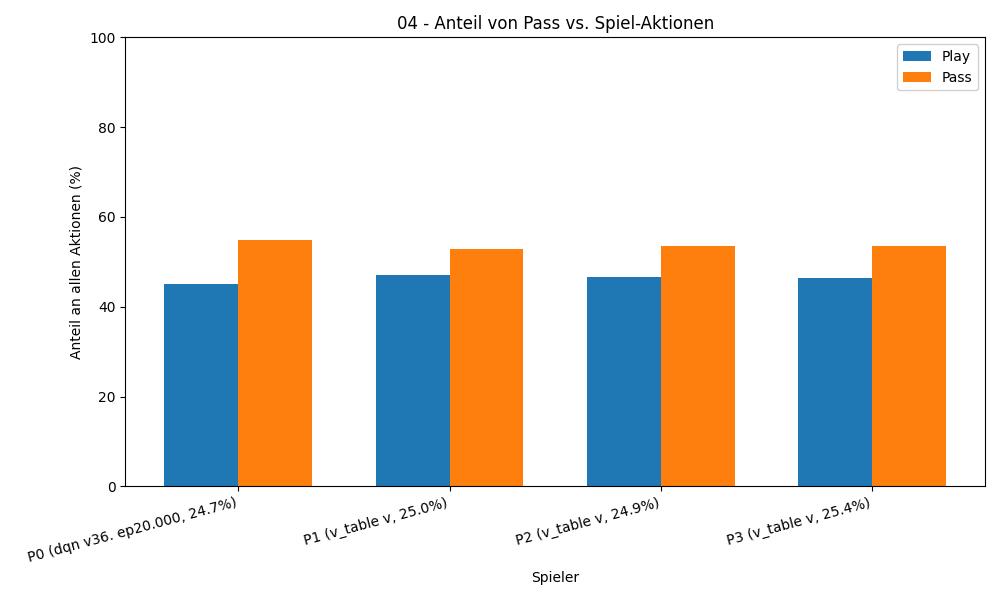 04 - Anteil von Pass vs. Spiel-Aktionen
Anteil an allen Aktionen (%)
100
80
60
40
20
0
Play
Pass
P0 (dqn v36. ep20.000, 24.7%)
P1 (v_table v, 25.0%)
P2 (v_table v, 24.9%)
P3 (v_table v, 25.4%)
Spieler